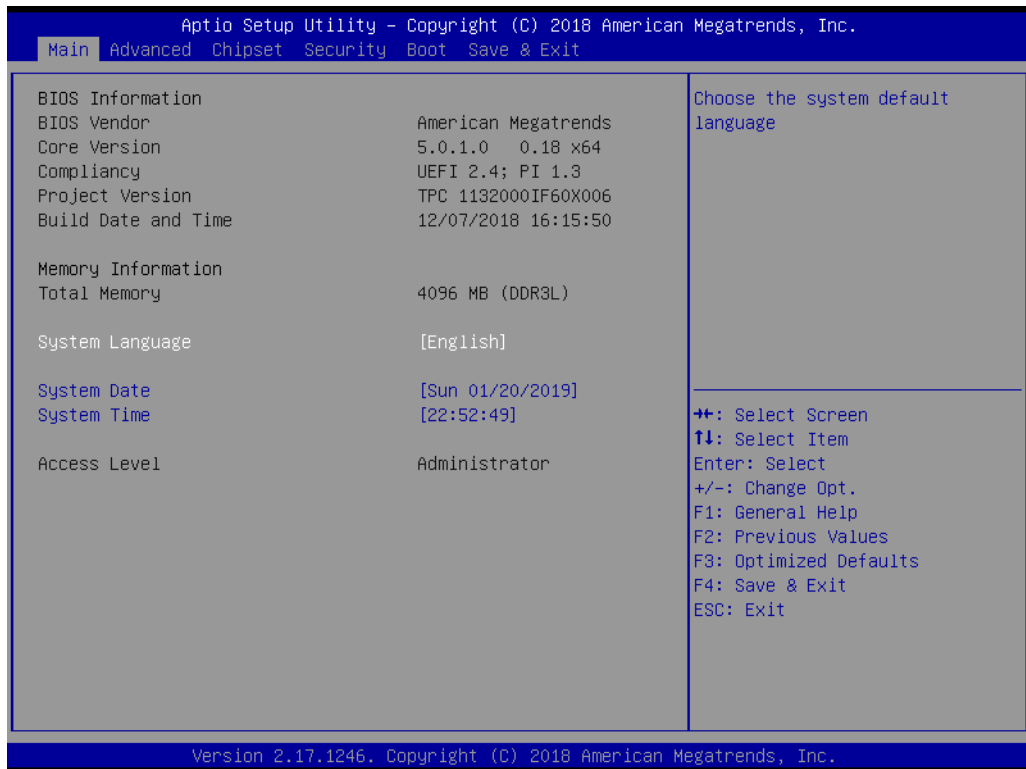 Aptio Setup Utility – Copyright (C) 2018 American Megatrends, Inc.
Main Advanced Chipset Security Boot Save & Exit
BIOS Information
BIOS Vendor American Megatrends
Core Version 5.0.1.0 0.18 x64
Compliancy UEFI 2.4; PI 1.3
Project Version TPC 1132000IF60X006
Build Date and Time 12/07/2018 16:15:50
Memory Information
Total Memory 4096 MB (DDR3L)
System Language [English]
System Date [Sun 01/20/2019]
System Time [22:52:49]
Access Level Administrator
Choose the system default
language
→←: Select Screen
↑↓: Select Item
Enter: Select
+/-: Change Opt.
F1: General Help
F2: Previous Values
F3: Optimized Defaults
F4: Save & Exit
ESC: Exit
Version 2.17.1246. Copyright (C) 2018 American Megatrends, Inc.